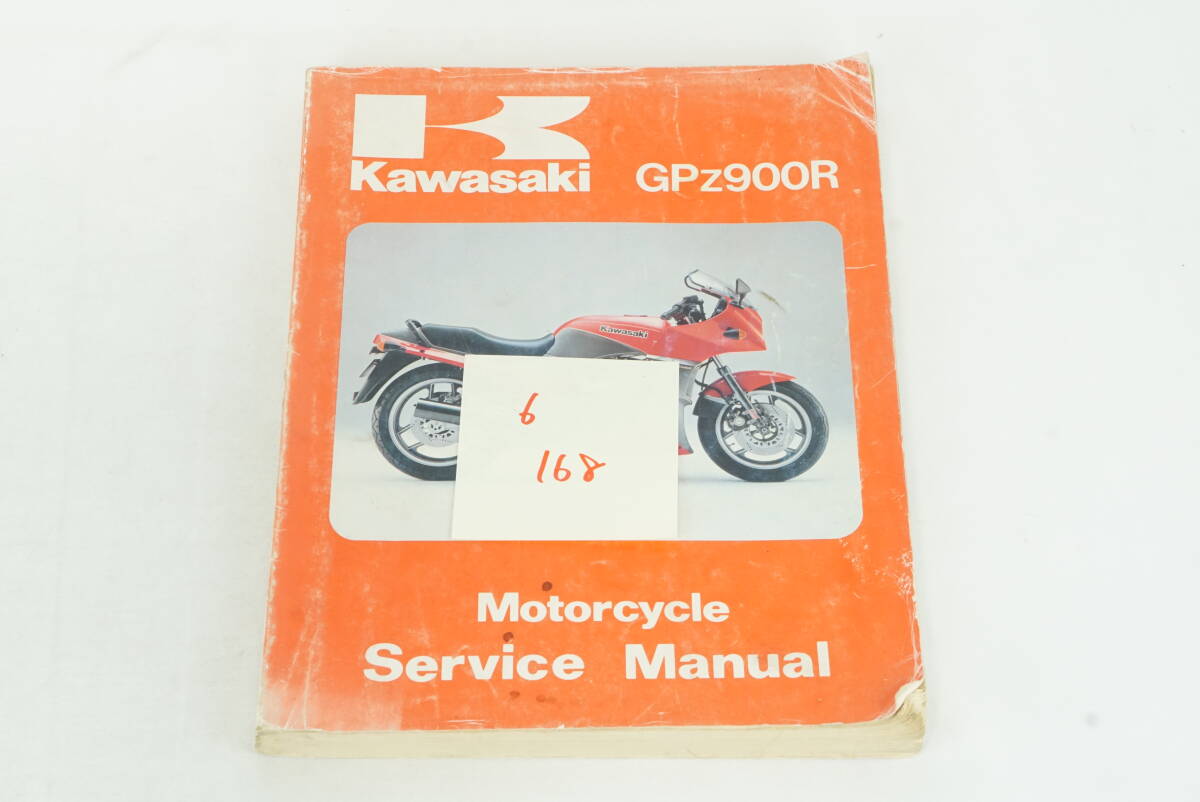 Kawasaki GPz900R
Kawasaki
6
168
Motorcycle
Service Manual